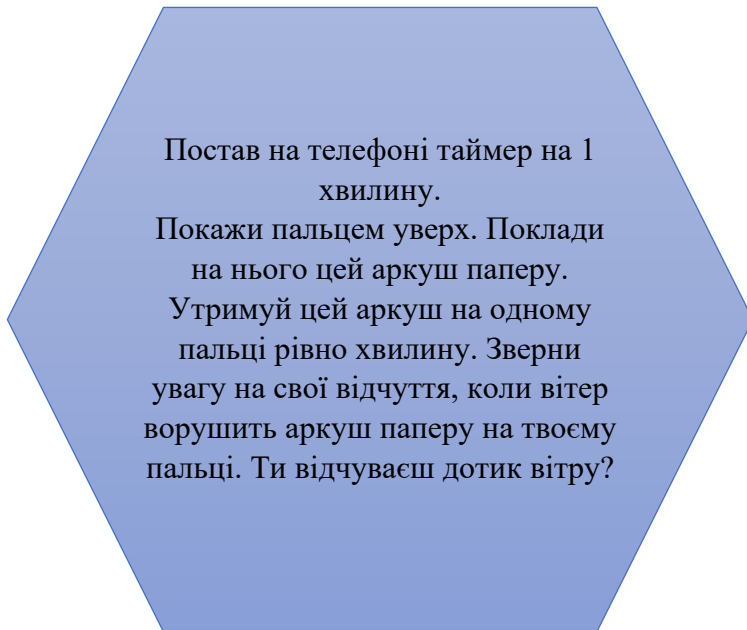 Постав на телефоні таймер на 1
хвилину.
Покажи пальцем уверх. Поклади
на нього цей аркуш паперу.
Утримуй цей аркуш на одному
пальці рівно хвилину. Зверни
увагу на свої відчуття, коли вітер
ворушить аркуш паперу на твоєму
пальці. Ти відчуваєш дотик вітру?